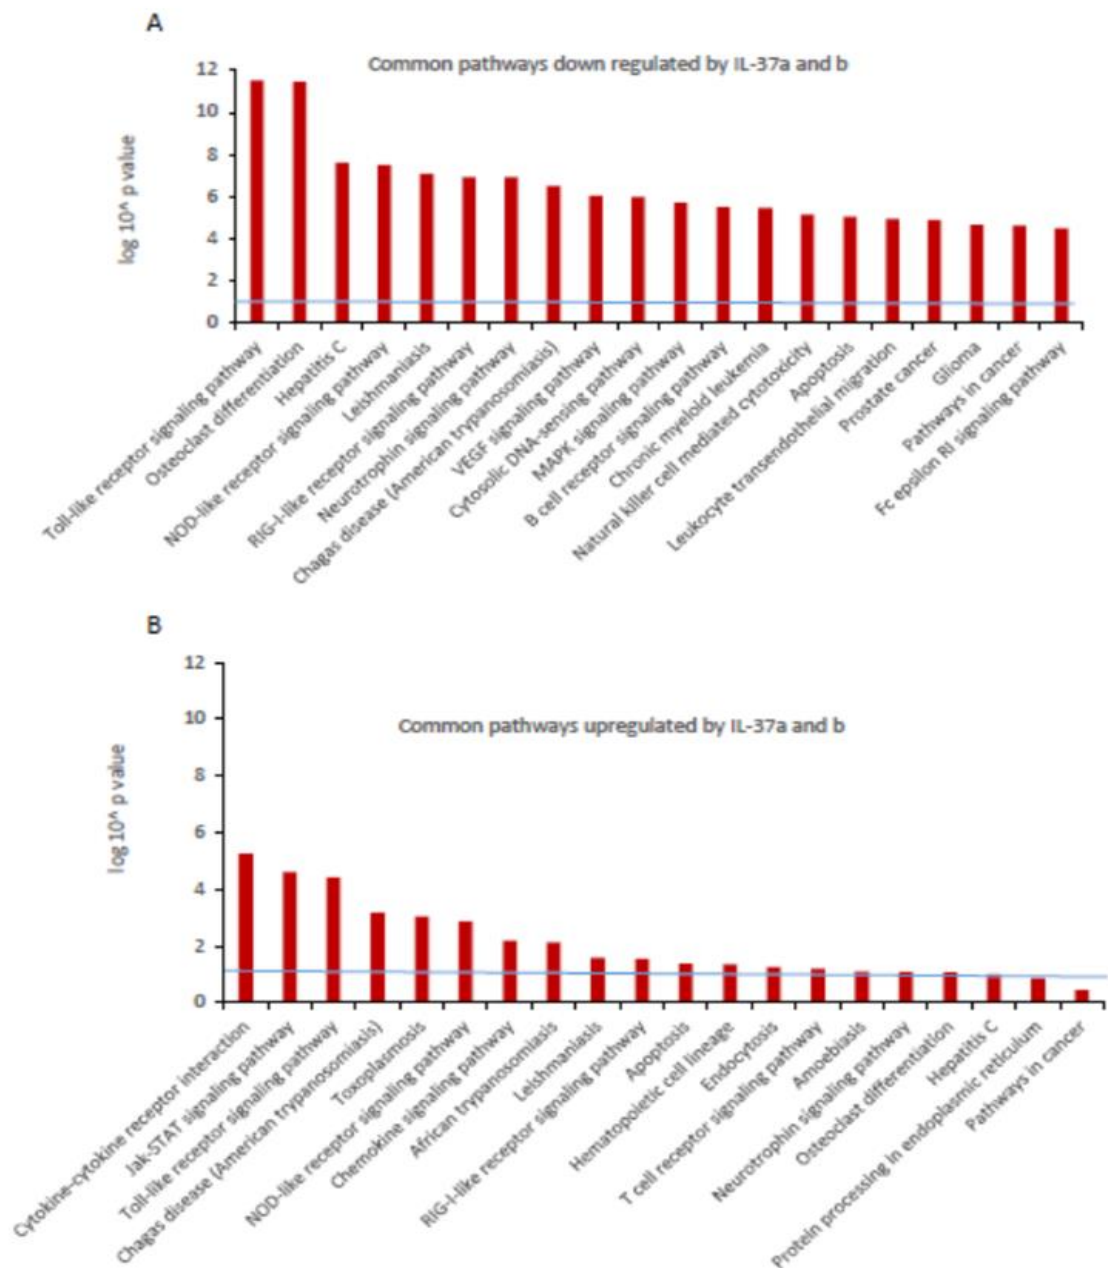 A
Common pathways down regulated by IL-37a and b
log 10^ p value
12
10
8
6
4
2
0
Toll-like receptor signaling pathway
Osteoclast differentiation
Hepatitis C
NOD-like receptor signaling pathway
Leishmaniasis
RIG-I-like receptor signaling pathway
Neurotrophin signaling pathway
Chagas disease (American trypanosomiasis)
VEGF signaling pathway
Cytosolic DNA-sensing pathway
MAPK signaling pathway
B cell receptor signaling pathway
Chronic myeloid leukemia
Natural killer cell mediated cytotoxicity
Apoptosis
Leukocyte transendothelial migration
Prostate cancer
Glioma
Pathways in cancer
Fc epsilon RI signaling pathway
B
Common pathways upregulated by IL-37a and b
log 10^ p value
12
10
8
6
4
2
0
Cytokine-cytokine receptor interaction
Jak-STAT signaling pathway
Toll-like receptor signaling pathway
Chagas disease (American trypanosomiasis)
Toxoplasmosis
NOD-like receptor signaling pathway
Chemokine signaling pathway
African trypanosomiasis
Leishmaniasis
RIG-I-like receptor signaling pathway
Apoptosis
Hematopoietic cell lineage
Endocytosis
T cell receptor signaling pathway
Amoebiasis
Neurotrophin signaling pathway
Osteoclast differentiation
Hepatitis C
Protein processing in endoplasmic reticulum
Pathways in cancer